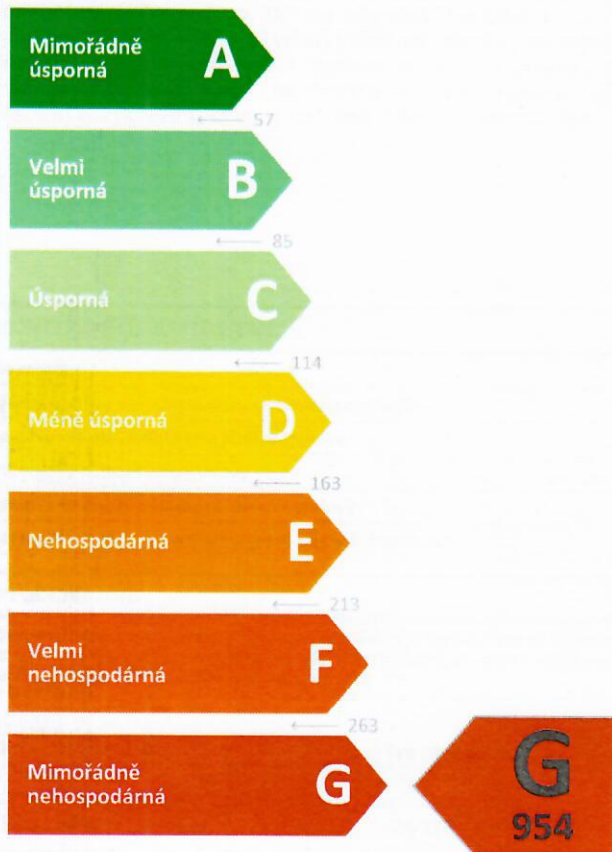 Mimořádně
úsporná
A
57
Velmi
úsporná
B
85
Úsporná
C
114
Méně úsporná
D
163
Nehospodárná
E
213
Velmi
nehospodárná
F
263
Mimořádně
nehospodárná
G
G
954